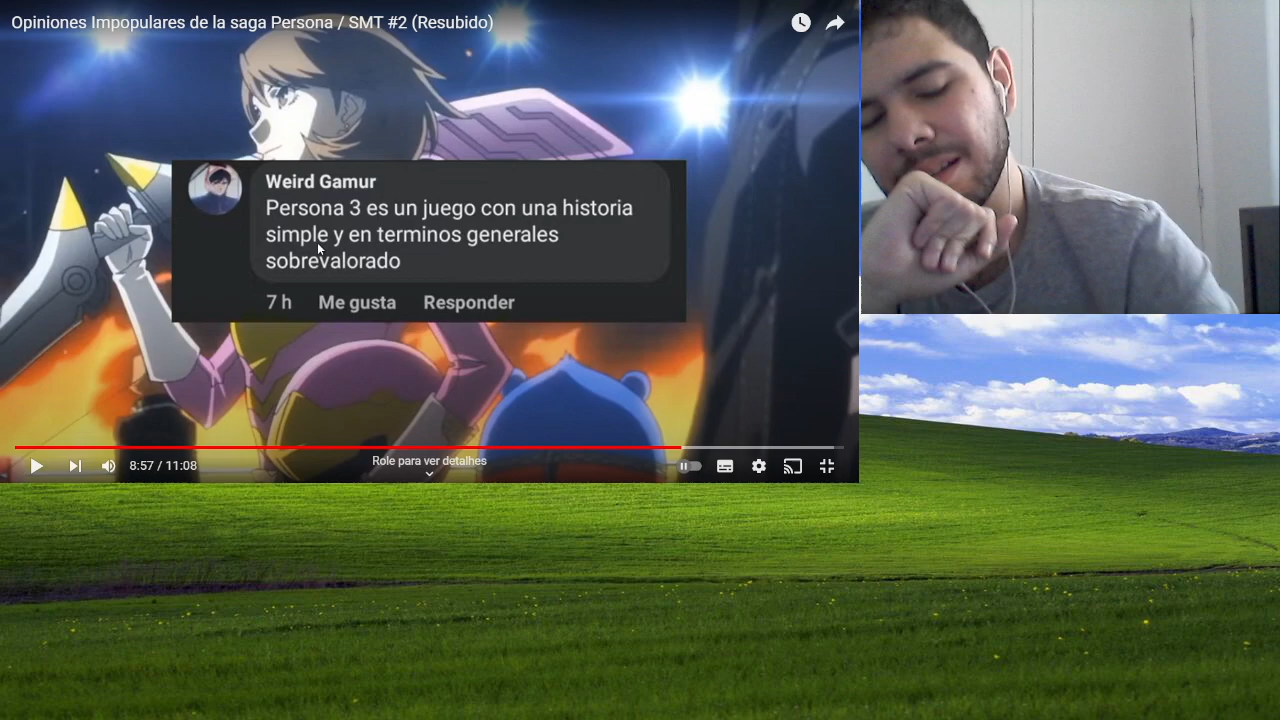 Opiniones Impopulares de la saga Persona / SMT #2 (Resubido)
Weird Gamur
Persona 3 es un juego con una historia
simple y en terminos generales
sobrevalorado
7 h Me gusta Responder
8:57 / 11:08
Role para ver detalhes